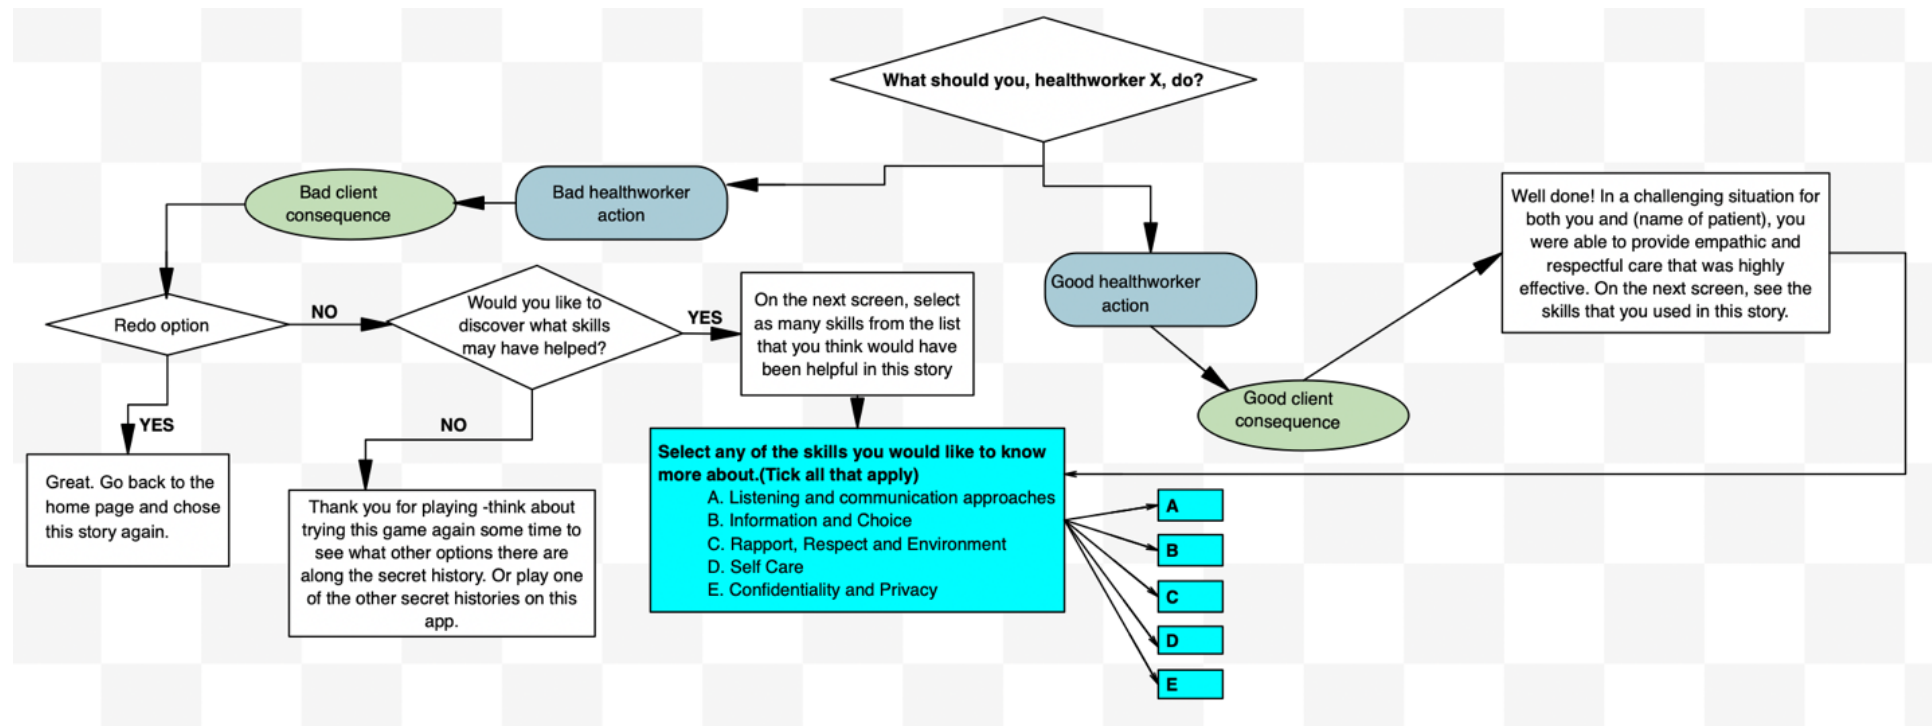 What should you, healthworker X, do?
Bad client
consequence
Bad healthworker
action
Well done! In a challenging situation for
both you and (name of patient), you
were able to provide empathic and
respectful care that was highly
effective. On the next screen, see the
skills that you used in this story.
Good healthworker
action
Redo option
NO
Would you like to
discover what skills
may have helped?
YES
On the next screen, select
as many skills from the list
that you think would have
been helpful in this story
Good client
consequence
YES
NO
Great. Go back to the
home page and chose
this story again.
Thank you for playing -think about
trying this game again some time to
see what other options there are
along the secret history. Or play one
of the other secret histories on this
app.
Select any of the skills you would like to know
more about.(Tick all that apply)
A. Listening and communication approaches
B. Information and Choice
C. Rapport, Respect and Environment
D. Self Care
E. Confidentiality and Privacy
A
B
C
D
E